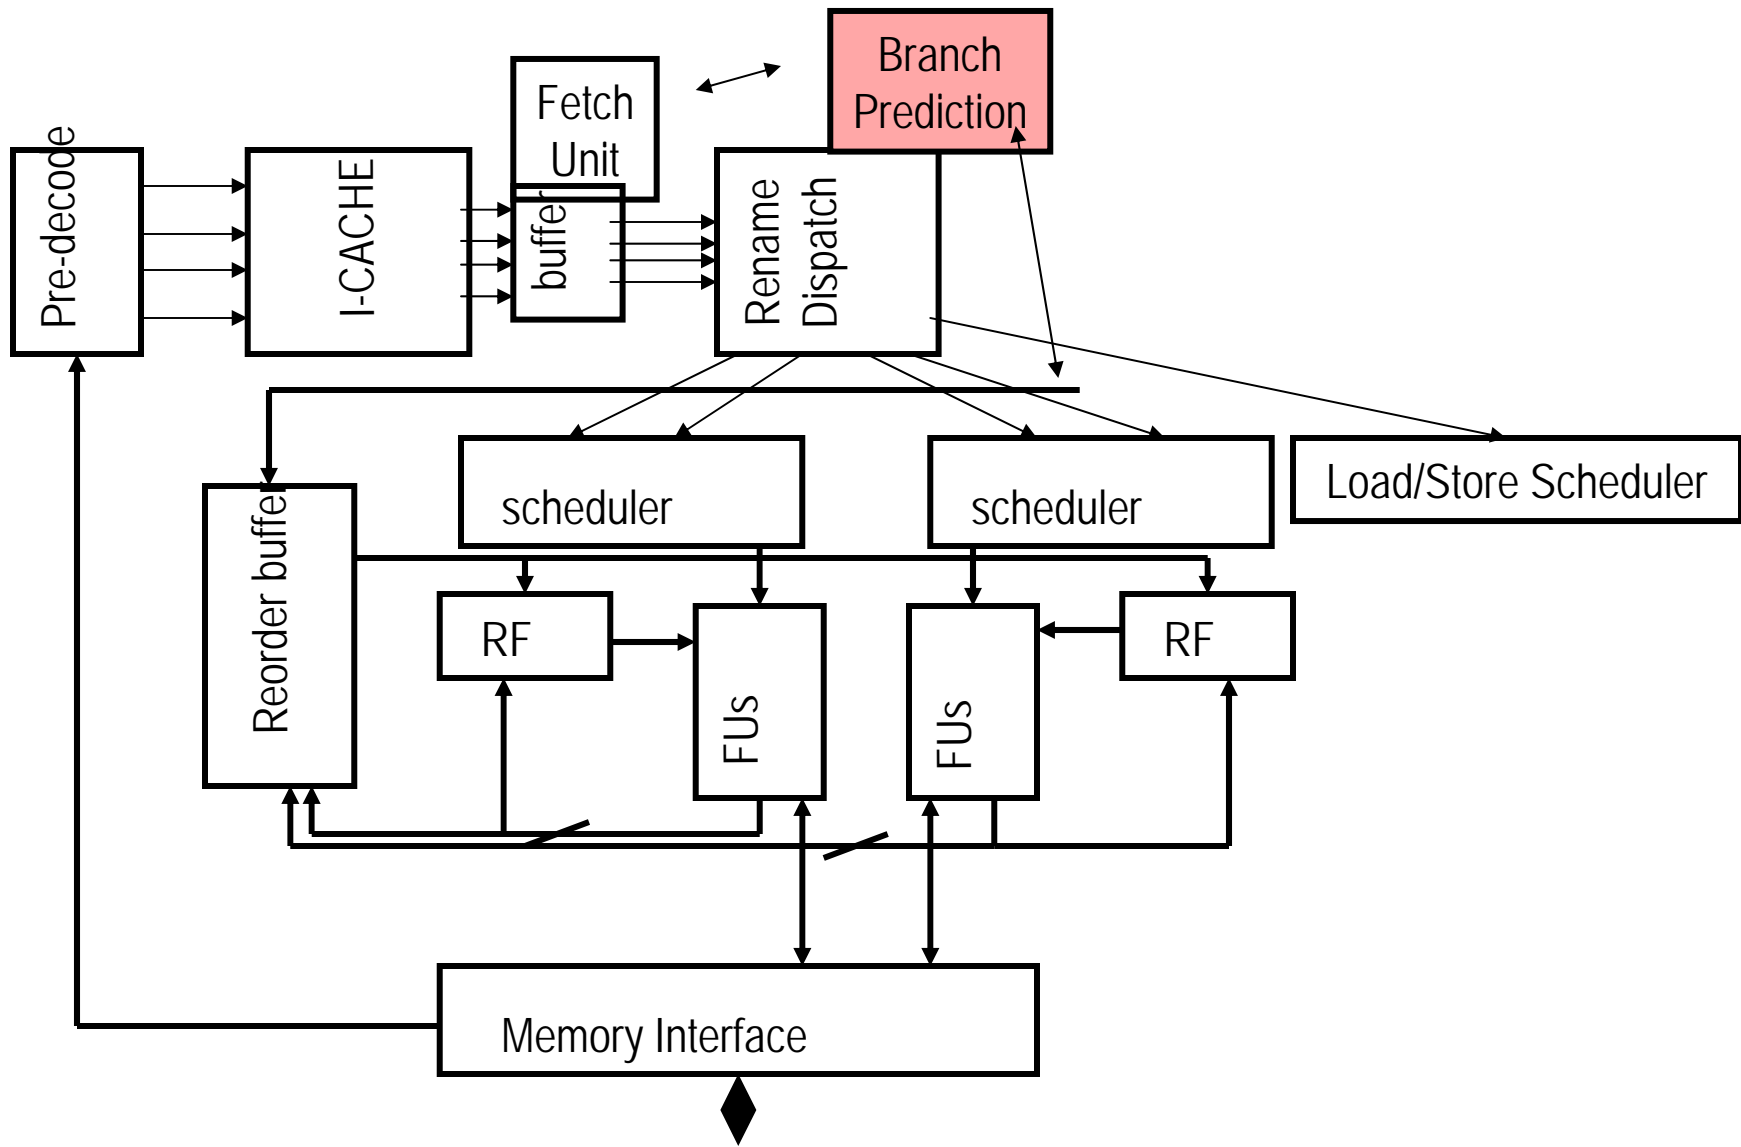 Branch
Prediction
Fetch
Unit
Pre-decode
I-CACHE
buffer
Rename
Dispatch
scheduler
scheduler
Load/Store Scheduler
Reorder buffer
RF
FUs
FUs
RF
Memory Interface